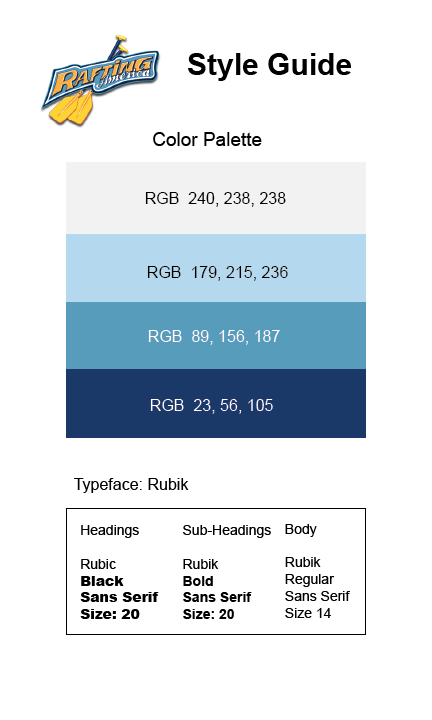 RAFTING
america
Style Guide
Color Palette
RGB 240, 238, 238
RGB 179, 215, 236
RGB 89, 156, 187
RGB 23, 56, 105
Typeface: Rubik
Headings
Rubic
Black
Sans Serif
Size: 20
Sub-Headings
Rubik
Bold
Sans Serif
Size: 20
Body
Rubik
Regular
Sans Serif
Size 14